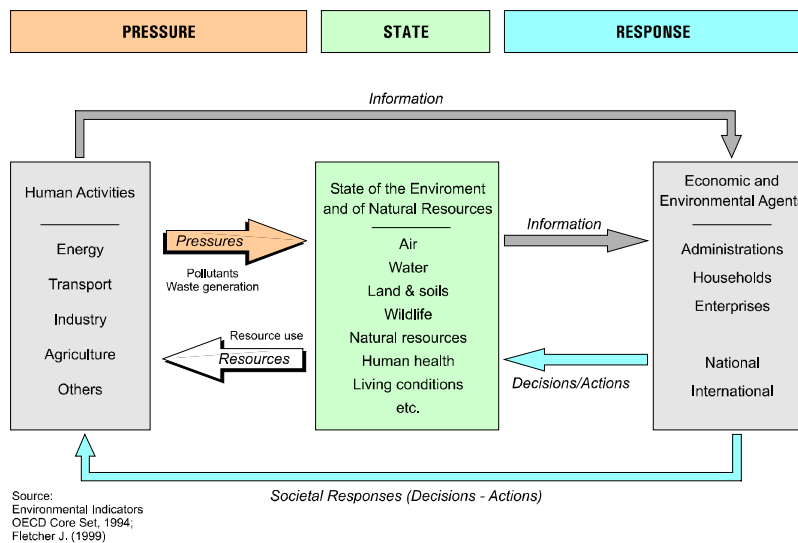 PRESSURE
STATE
RESPONSE
Information
Human Activities
Energy
Transport
Industry
Agriculture
Others
Pressures
Pollutants
Waste generation
Resource use
Resources
State of the Enviroment
and of Natural Resources
Air
Water
Land & soils
Wildlife
Natural resources
Human health
Living conditions
etc.
Information
Decisions/Actions
Economic and
Environmental Agent
Administrations
Households
Enterprises
National
International
Societal Responses (Decisions - Actions)
Source:
Environmental Indicators
OECD Core Set, 1994;
Fletcher J. (1999)